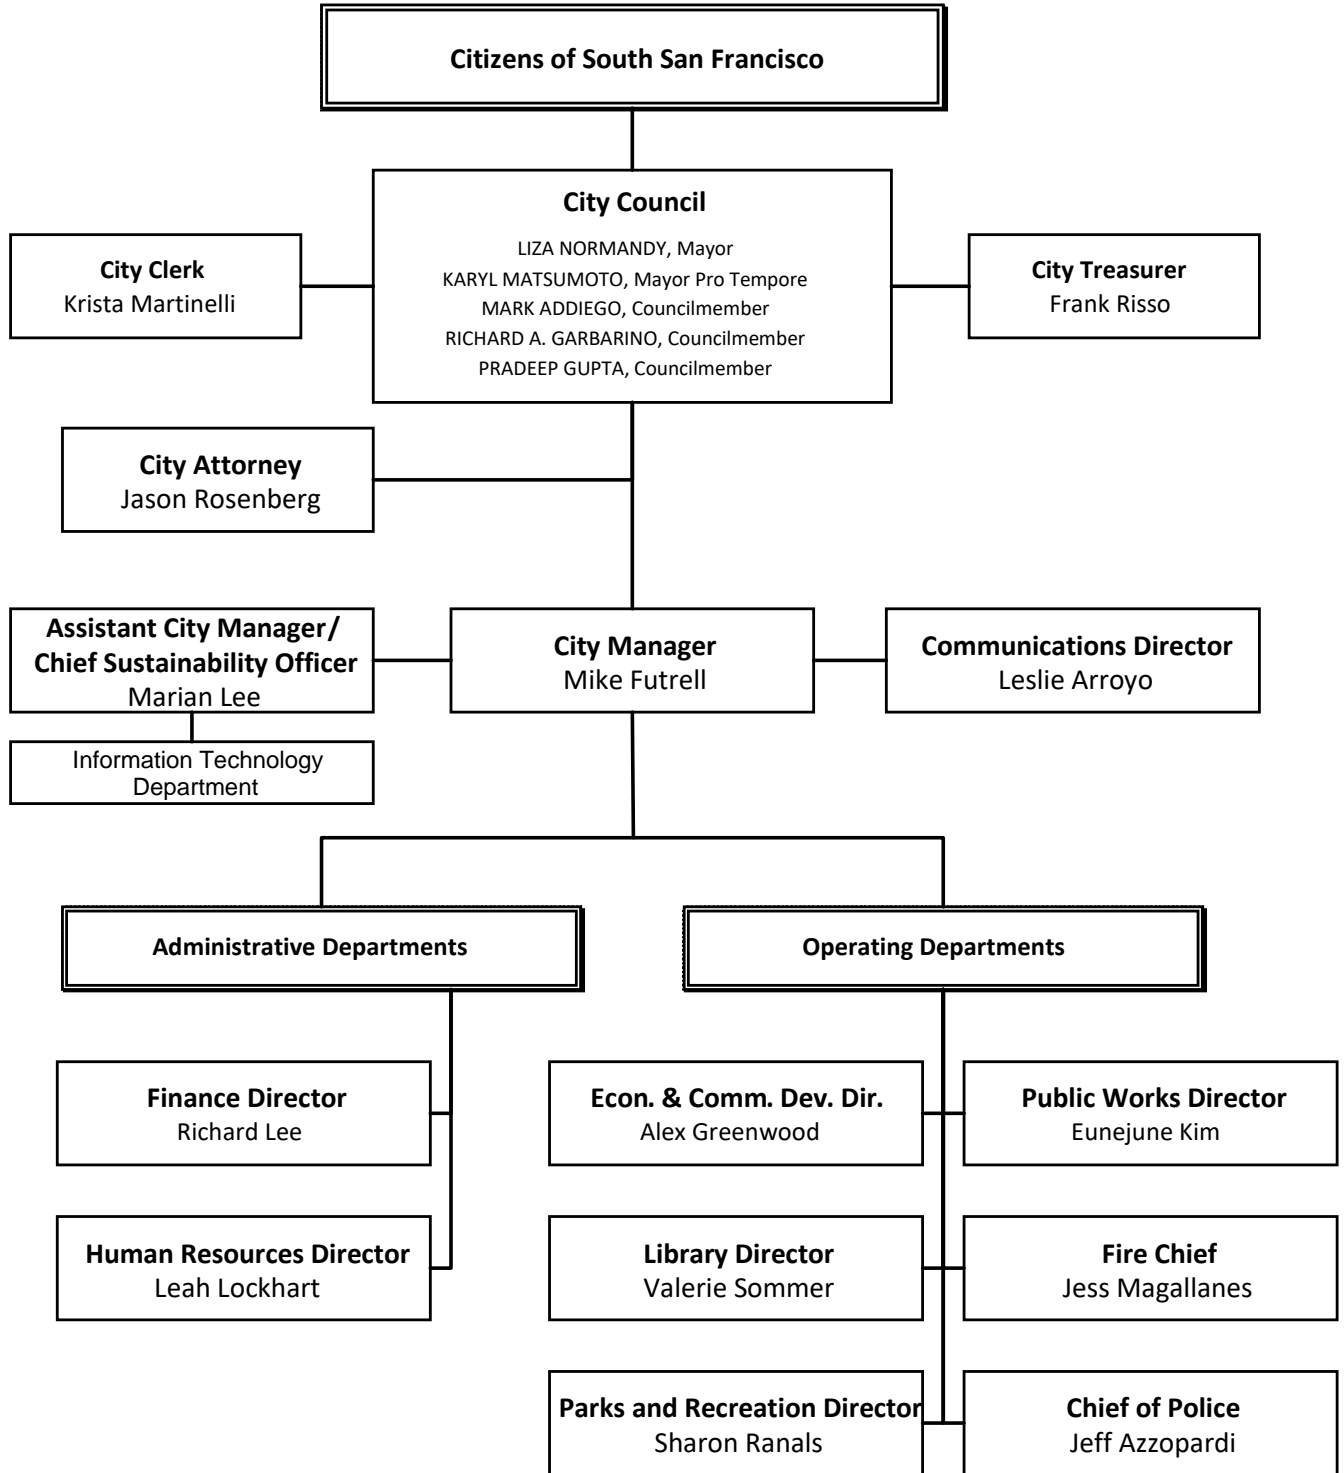 Citizens of South San Francisco
City Council
LIZA NORMANDY, Mayor
KARYL MATSUMOTO, Mayor Pro Tempore
MARK ADDIEGO, Councilmember
RICHARD A. GARBARINO, Councilmember
PRADEEP GUPTA, Councilmember
City Clerk
Krista Martinelli
City Treasurer
Frank Risso
City Attorney
Jason Rosenberg
Assistant City Manager/
Chief Sustainability Officer
Marian Lee
City Manager
Mike Futrell
Communications Director
Leslie Arroyo
Information Technology
Department
Administrative Departments
Operating Departments
Finance Director
Richard Lee
Econ. & Comm. Dev. Dir.
Alex Greenwood
Public Works Director
Eunejune Kim
Human Resources Director
Leah Lockhart
Library Director
Valerie Sommer
Fire Chief
Jess Magallanes
Parks and Recreation Director
Sharon Ranals
Chief of Police
Jeff Azzopardi